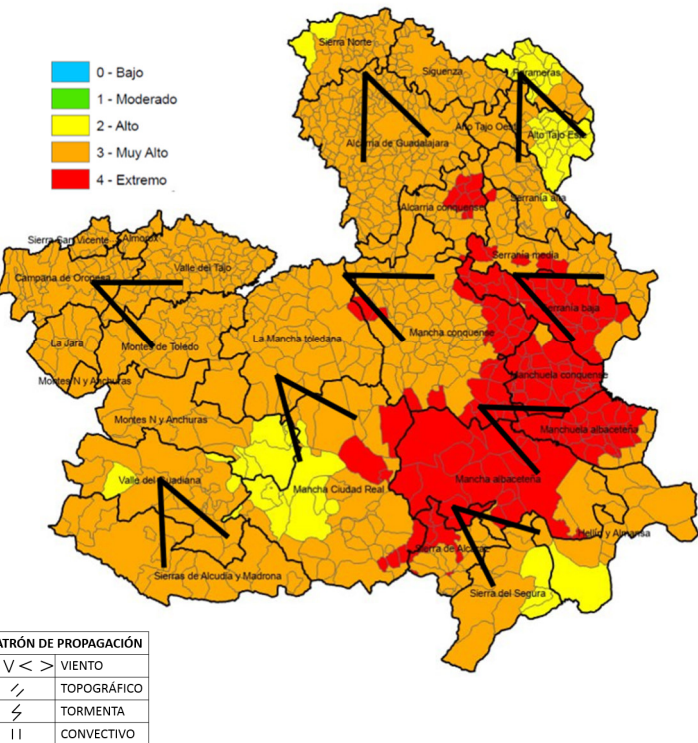 0 - Bajo
1 - Moderado
2 - Alto
3 - Muy Alto
4 - Extremo
Sierra Norte
Siguenza
Parameras
Alto Tajo Oeste
Alto Tajo Este
Alcarria de Guadalajara
Alcarria conquense
Serranía alta
Serranía media
Serranía baja
Sierra San Vicente
Almorox
Valle del Tajo
Campana de Oropesa
La Jara
Montes de Toledo
Montes N y Anchuras
La Mancha toledana
Mancha conquense
Manchuela conquense
Manchuela albaceteña
Montes N y Anchuras
Valle del Guadiana
Mancha Ciudad Real
Mancha albaceteña
Hellín y Almansa
Sierra de Alcaraz
Sierra del Segura
Sierras de Alcudia y Madrona
ATRÓN DE PROPAGACIÓN
VIENTO
TOPOGRÁFICO
TORMENTA
CONVECTIVO